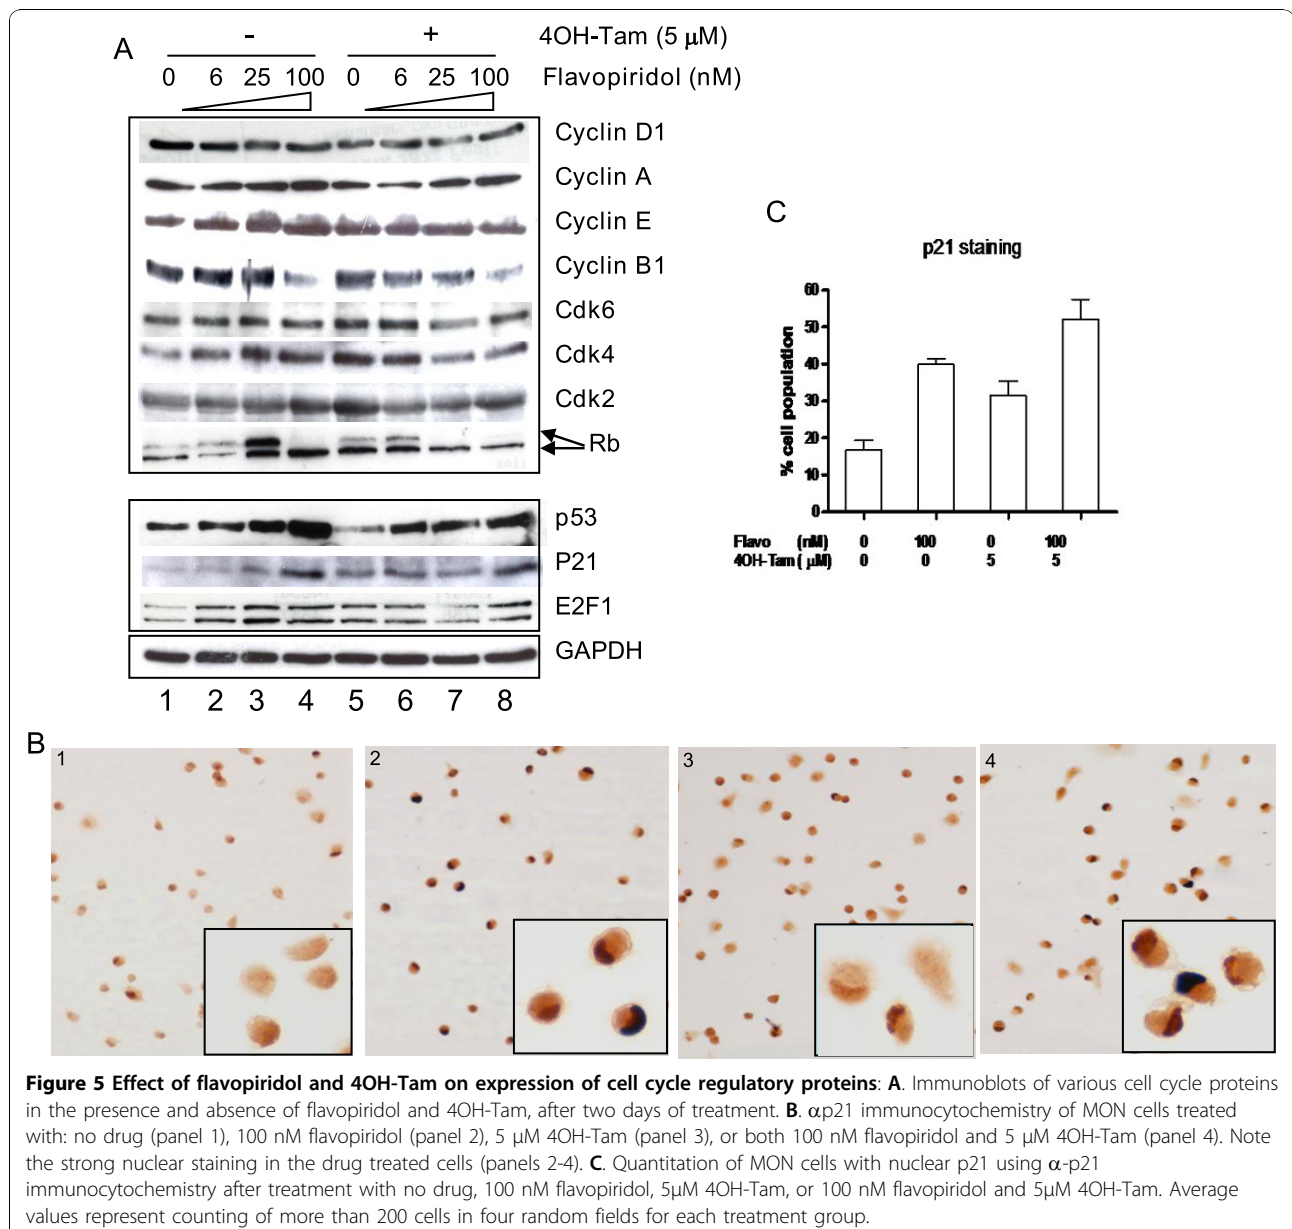 A
- + 4OH-Tam (5 μM)
0 6 25 100 0 6 25 100 Flavopiridol (nM)
Cyclin D1
Cyclin A
Cyclin E
Cyclin B1
Cdk6
Cdk4
Cdk2
Rb
p53
P21
E2F1
GAPDH
1 2 3 4 5 6 7 8
C
p21 staining
% cell population
60
50
40
30
20
10
0
Flavo (nM) 0 100 0 100
4OH-Tam ( μM) 0 0 5 5
B
1 2 3 4
Figure 5 Effect of flavopiridol and 4OH-Tam on expression of cell cycle regulatory proteins: A. Immunoblots of various cell cycle proteins
in the presence and absence of flavopiridol and 4OH-Tam, after two days of treatment. B. αp21 immunocytochemistry of MON cells treated
with: no drug (panel 1), 100 nM flavopiridol (panel 2), 5 μM 4OH-Tam (panel 3), or both 100 nM flavopiridol and 5 μM 4OH-Tam (panel 4). Note
the strong nuclear staining in the drug treated cells (panels 2-4). C. Quantitation of MON cells with nuclear p21 using α-p21
immunocytochemistry after treatment with no drug, 100 nM flavopiridol, 5μM 4OH-Tam, or 100 nM flavopiridol and 5μM 4OH-Tam. Average
values represent counting of more than 200 cells in four random fields for each treatment group.